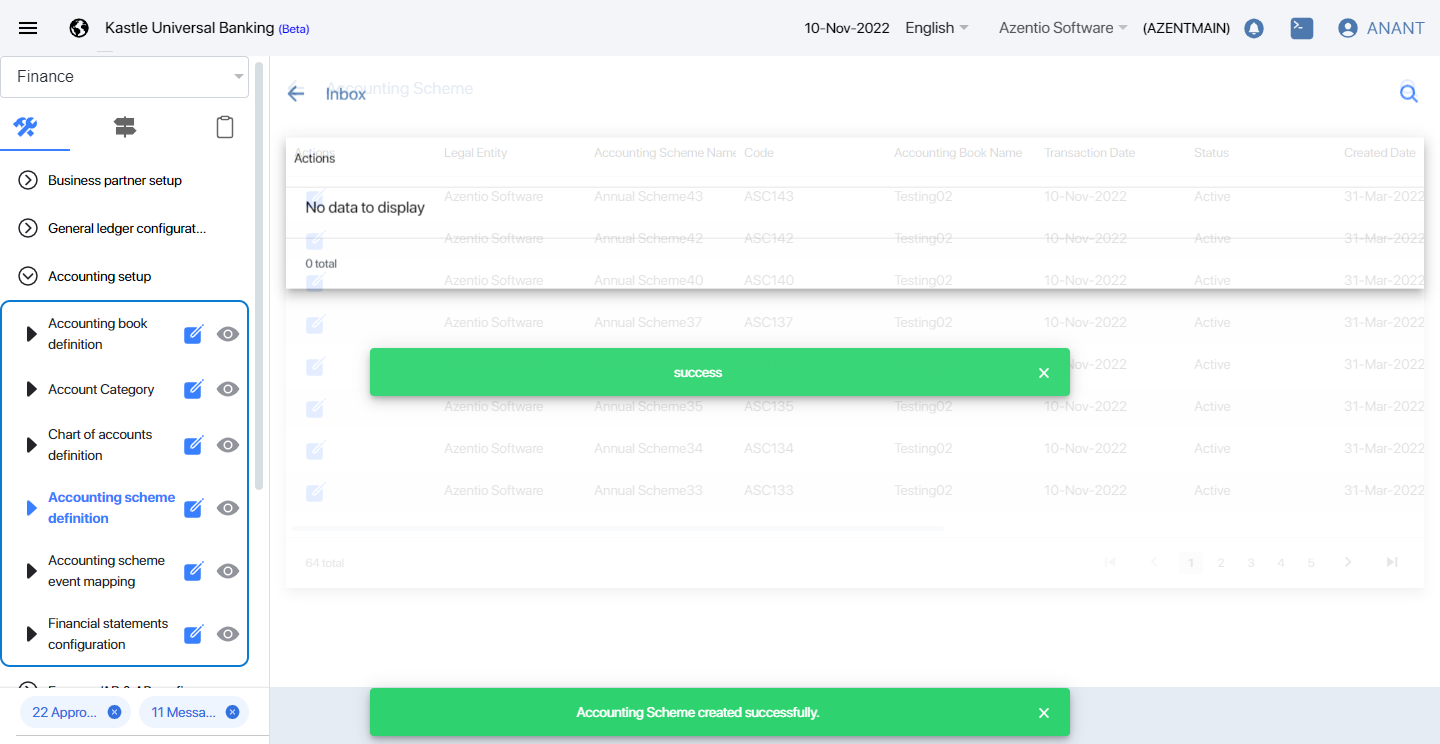 Kastle Universal Banking (Beta)
10-Nov-2022 English Azentio Software (AZENTMAIN) ANANT
Finance
Business partner setup
General ledger configurat...
Accounting setup
Accounting book
definition
Account Category
Chart of accounts
definition
Accounting scheme
definition
Accounting scheme
event mapping
Financial statements
configuration
22 Appro...
11 Messa...
Accounting Scheme
Inbox
Actions Legal Entity Accounting Scheme Name Code Accounting Book Name Transaction Date Status Created Date
Actions
Azentio Software Annual Scheme43 ASC143 Testing02 10-Nov-2022 Active 31-Mar-2022
No data to display
Azentio Software Annual Scheme42 ASC142 Testing02 10-Nov-2022 Active 31-Mar-2022
0 total
Azentio Software Annual Scheme40 ASC140 Testing02 10-Nov-2022 Active 31-Mar-2022
Azentio Software Annual Scheme37 ASC137 Testing02 10-Nov-2022 Active 31-Mar-2022
Nov-2022 Active 31-Mar-2022
success
Azentio Software Annual Scheme35 ASC135 Testing02 10-Nov-2022 Active 31-Mar-2022
Azentio Software Annual Scheme34 ASC134 Testing02 10-Nov-2022 Active 31-Mar-2022
Azentio Software Annual Scheme33 ASC133 Testing02 10-Nov-2022 Active 31-Mar-2022
64 total 1 2 3 4 5
Accounting Scheme created successfully.